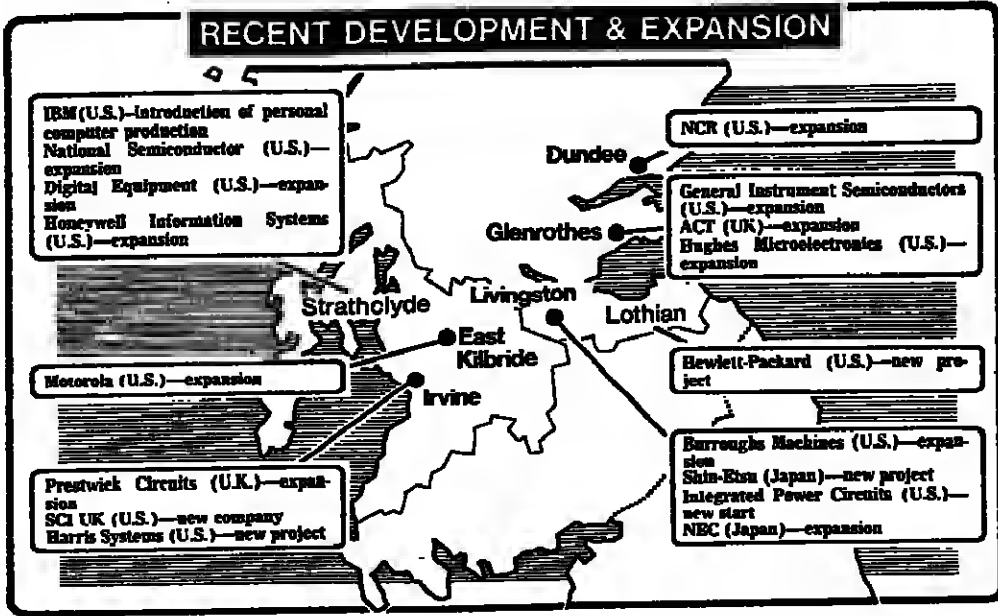 RECENT DEVELOPMENT & EXPANSION
IBM (U.S.)—Introduction of personal
computer production
National Semiconductor (U.S.)—
expansion
Digital Equipment (U.S.)—expan-
sion
Honeywell Information Systems
(U.S.)—expansion
NCR (U.S.)—expansion
Dundee
General Instrument Semiconductors
(U.S.)—expansion
ACT (UK)—expansion
Hughes Microelectronics (U.S.)—
expansion
Glenrothes
Strathclyde
Livingston
Lothian
East
Kilbride
Hewlett-Packard (U.S.)—new pro-
ject
Motorola (U.S.)—expansion
Irvine
Prestwick Circuits (U.K.)—expan-
sion
SCI UK (U.S.)—new company
Harris Systems (U.S.)—new project
Burroughs Machines (U.S.)—expan-
sion
Shin-Etsu (Japan)—new project
Integrated Power Circuits (U.S.)—
new start
NEC (Japan)—expansion